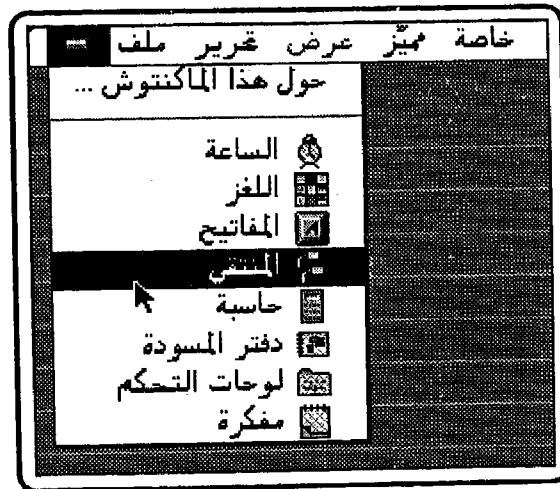 خاصة مميّز عرض تحرير ملف
حول هذا الماكنتوش ...
الساعة
اللغز
المفاتيح
المنتقي
حاسبة
دفتر المسودة
لوحات التحكم
مفكرة